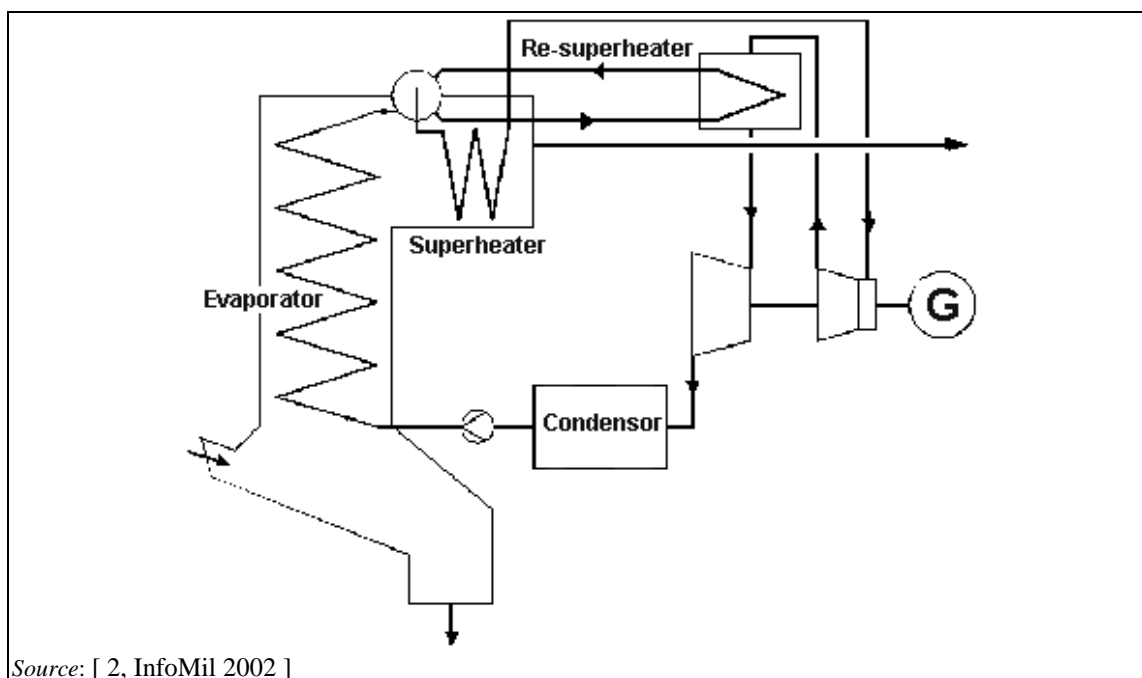 Re-superheater
Superheater
Evaporator
G
Condensor
Source: [ 2, InfoMil 2002 ]